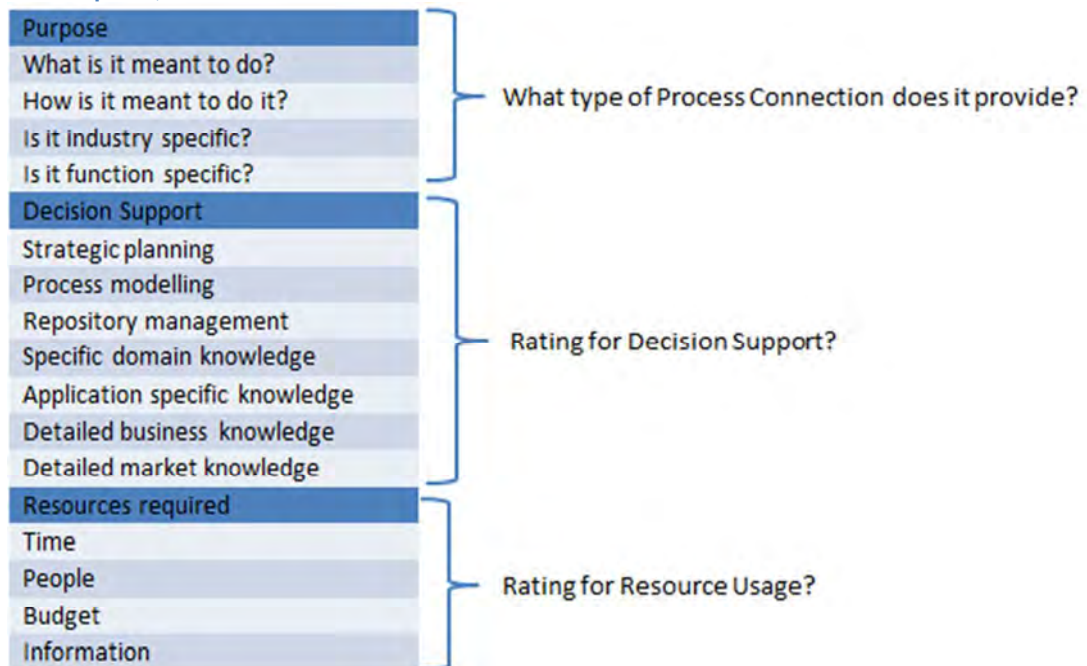 Purpose
What is it meant to do?
How is it meant to do it?
Is it industry specific?
Is it function specific?
What type of Process Connection does it provide?
Decision Support
Strategic planning
Process modelling
Repository management
Specific domain knowledge
Application specific knowledge
Detailed business knowledge
Detailed market knowledge
Rating for Decision Support?
Resources required
Time
People
Budget
Information
Rating for Resource Usage?